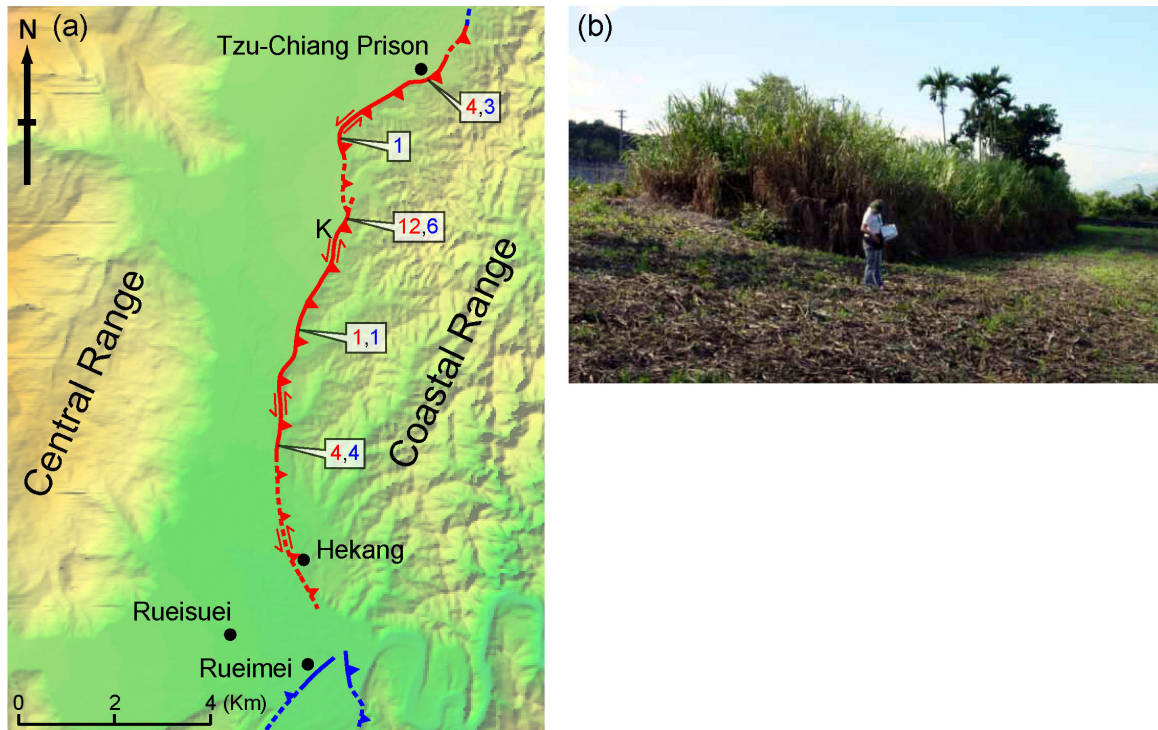 (a)
N
Tzu-Chiang Prison
4,3
1
K
12,6
1,1
4,4
Central Range
Coastal Range
Hekang
Rueisuei
Rueimei
0 2 4 (Km)
(b)